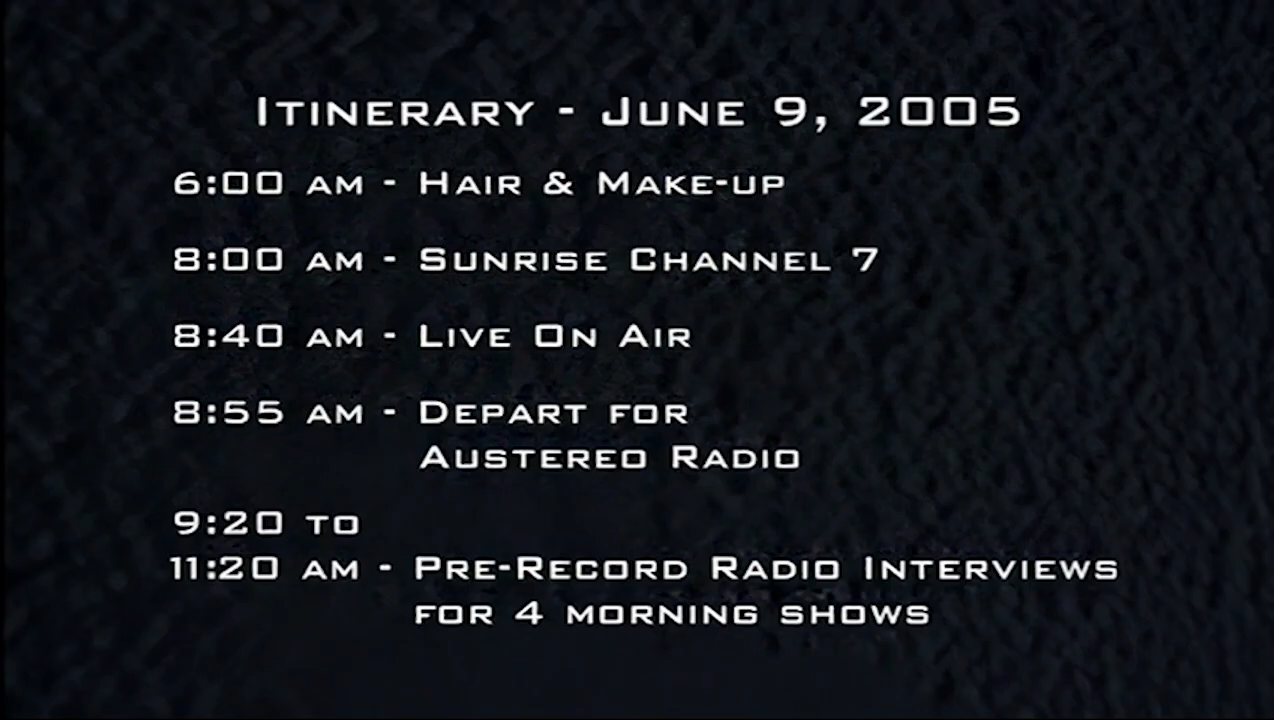 Itinerary - June 9, 2005
6:00 am - Hair & Make-up
8:00 am - Sunrise Channel 7
8:40 am - Live On Air
8:55 am - Depart for
Austereo Radio
9:20 to
11:20 am - Pre-Record Radio Interviews
for 4 morning shows